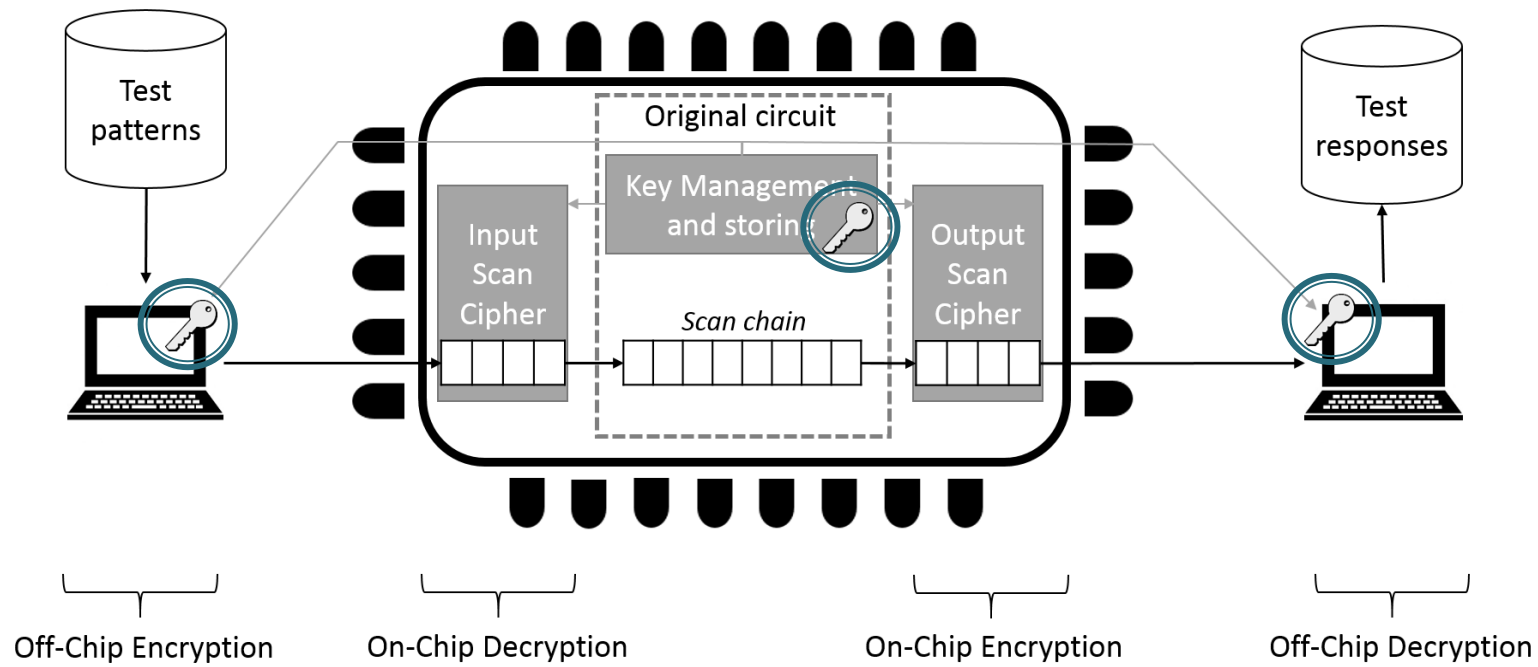 Test
patterns
Original circuit
Test
responses
Key Management
and storing
Input
Scan
Cipher
Output
Scan
Cipher
Scan chain
Off-Chip Encryption
On-Chip Decryption
On-Chip Encryption
Off-Chip Decryption